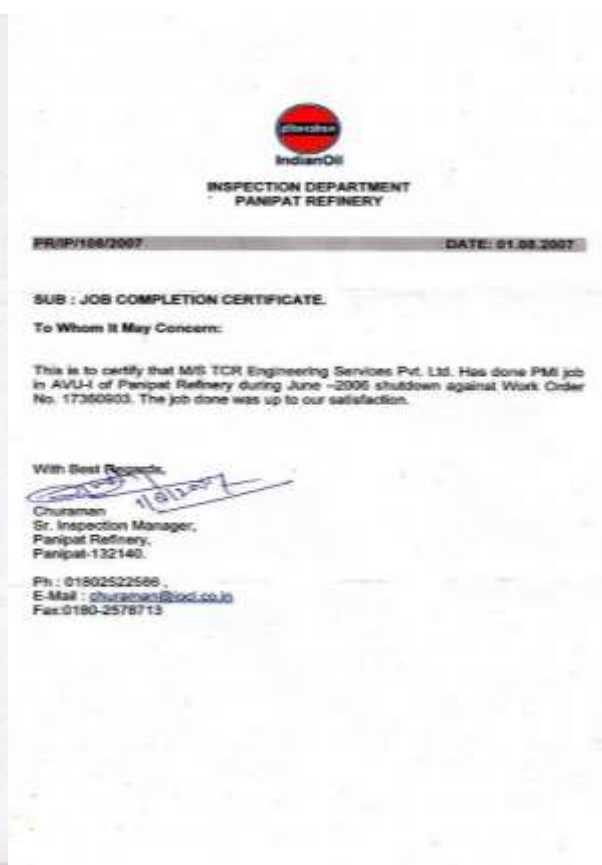 IndianOil
INSPECTION DEPARTMENT
PANIPAT REFINERY
PR/IP/108/2007 DATE: 01.08.2007
SUB : JOB COMPLETION CERTIFICATE.
To Whom It May Concern:
This is to certify that M/S TCR Engineering Services Pvt. Ltd. Has done PMI job
in AVU-I of Panipat Refinery during June –2006 shutdown against Work Order
No. 17360903. The job done was up to our satisfaction.
With Best Regards,
1/8/2007
Churaman
Sr. Inspection Manager,
Panipat Refinery,
Panipat-132140.
Ph : 01802522586 ,
E-Mail : churaman@iocl.co.in
Fax:0180-2578713